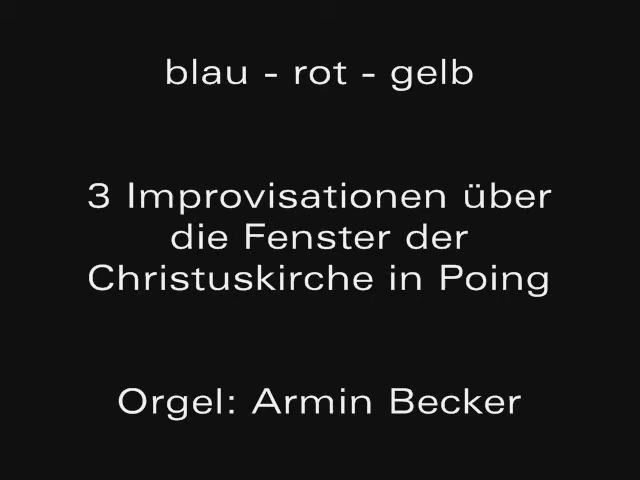 blau - rot - gelb
3 Improvisationen über
die Fenster der
Christuskirche in Poing
Orgel: Armin Becker